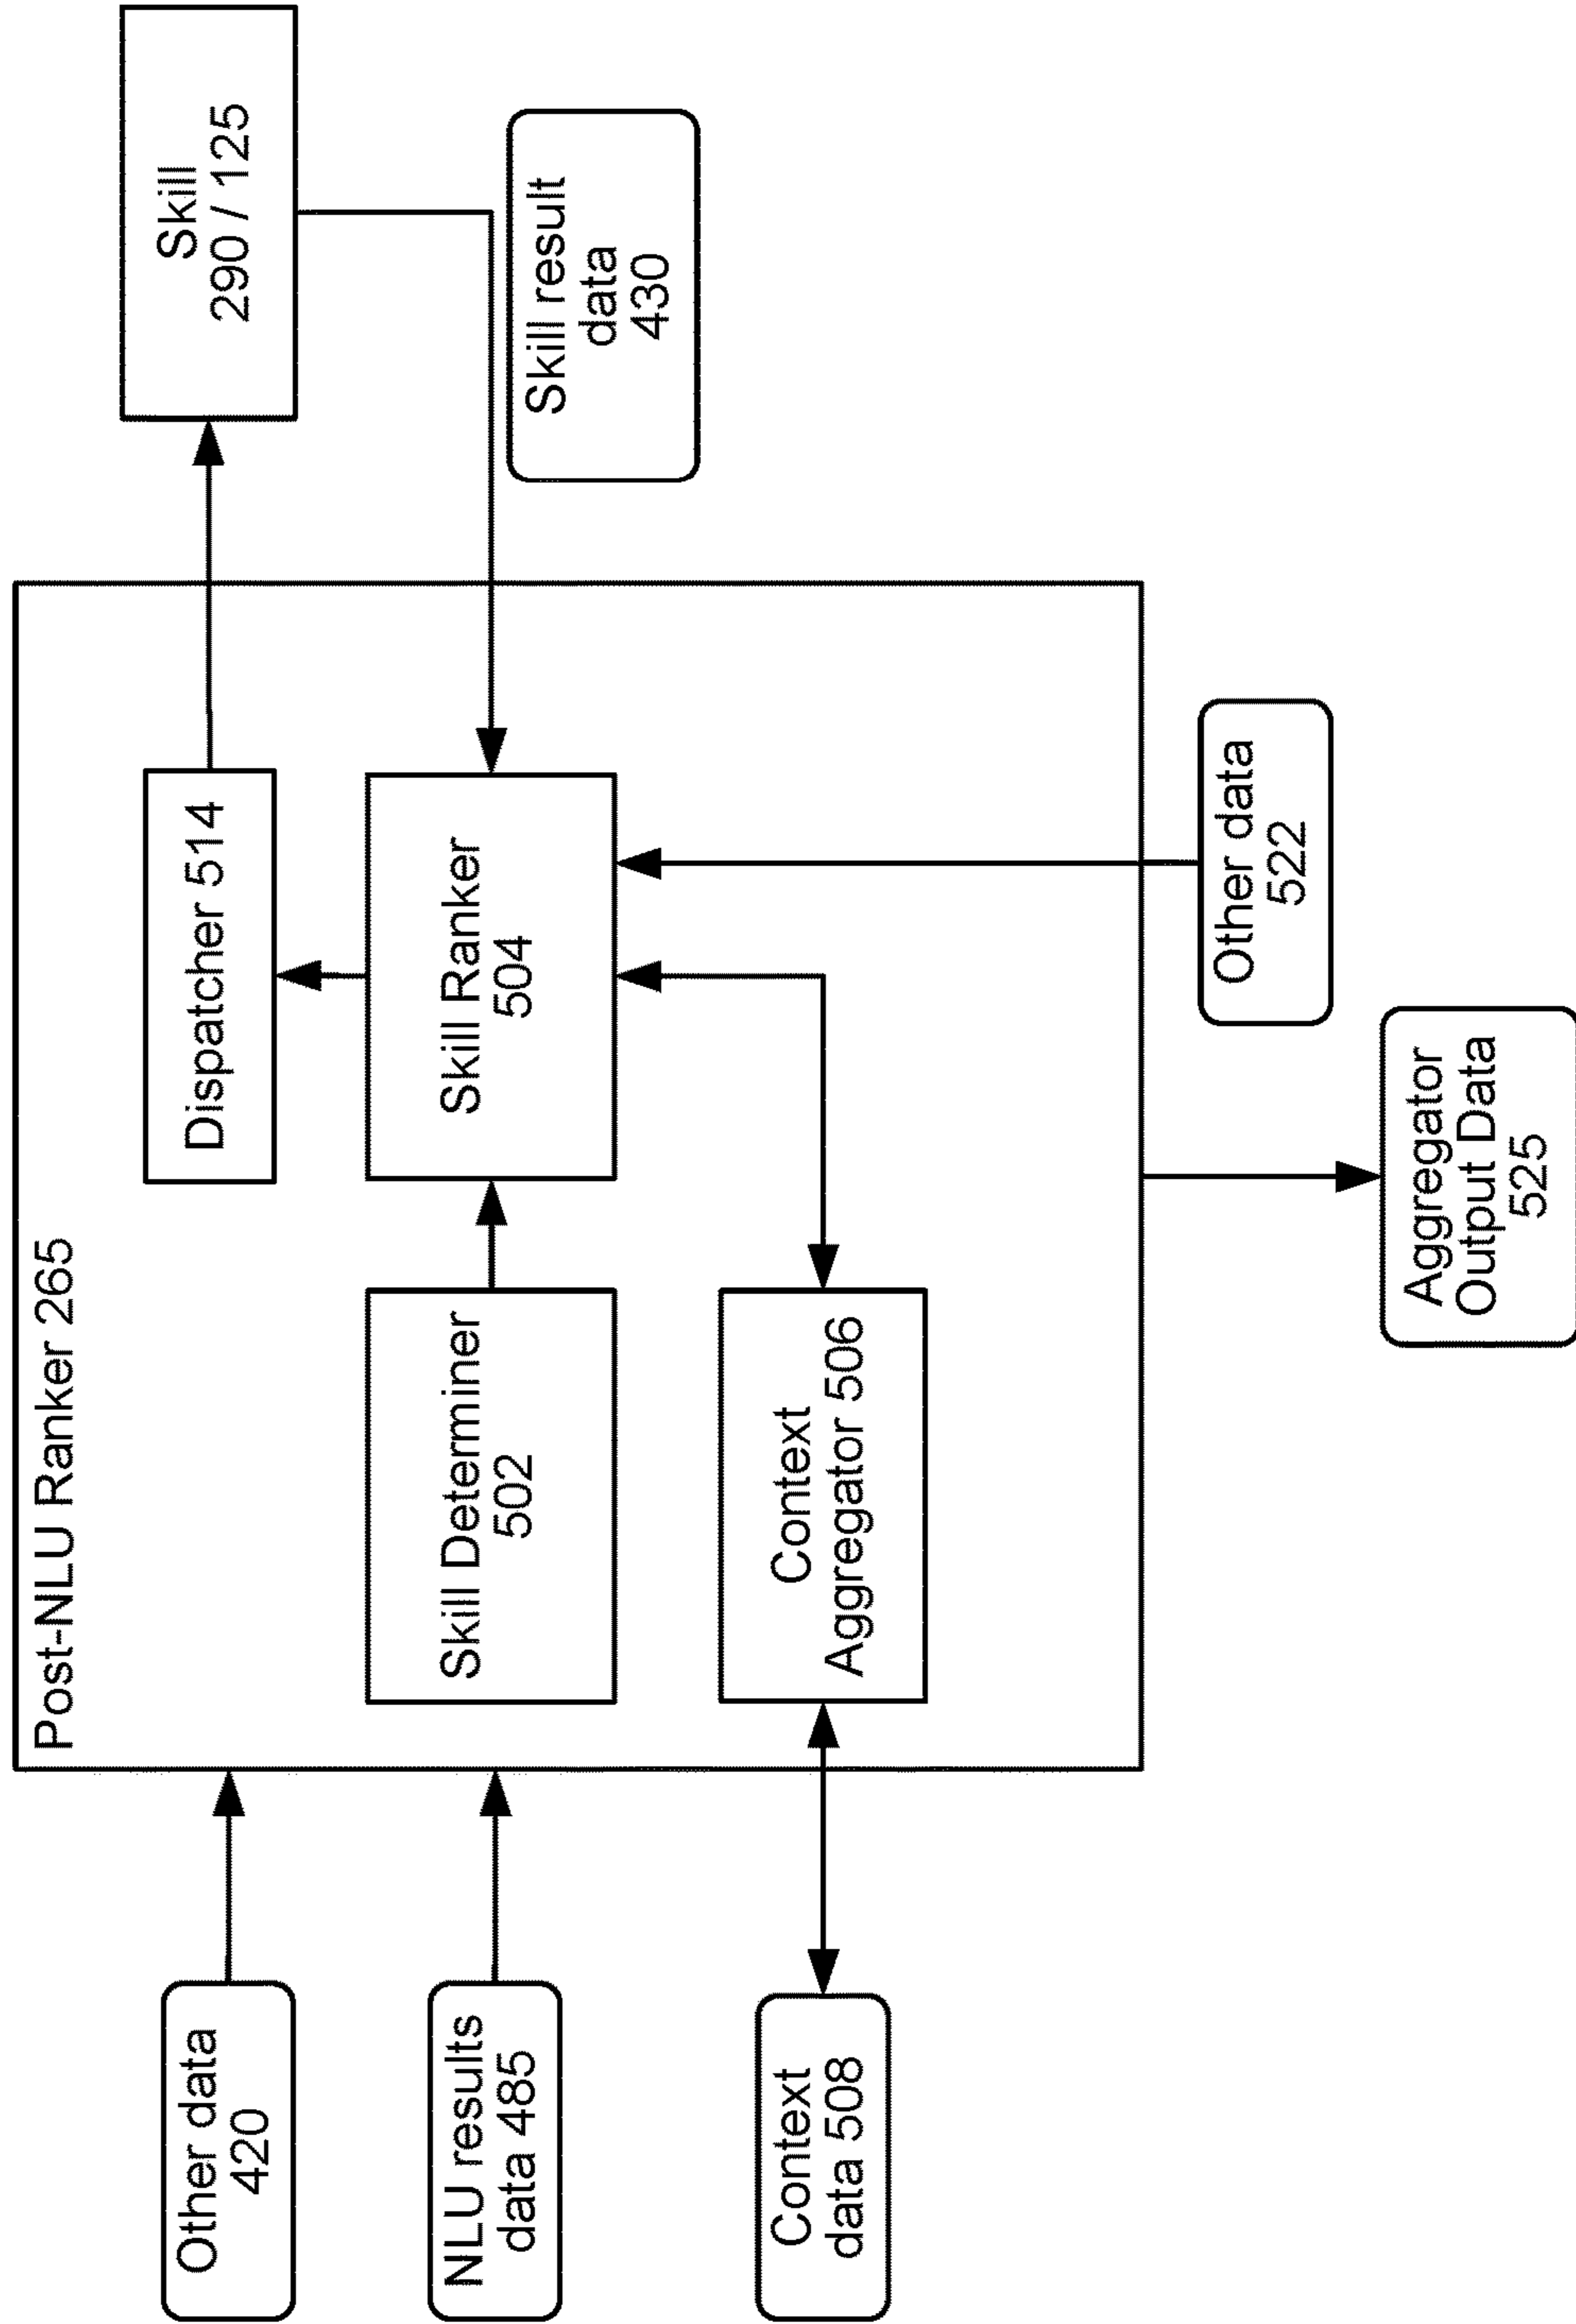 Post-NLU Ranker 265
Other data
420
NLU results
data 485
Context
data 508
Dispatcher 514
Skill Determiner
502
Skill Ranker
504
Context
Aggregator 506
Skill
290 / 125
Skill result
data
430
Other data
522
Aggregator
Output Data
525